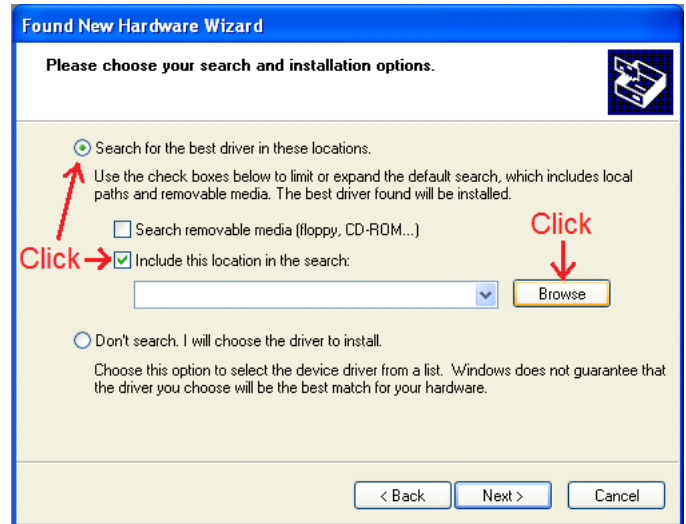 Found New Hardware Wizard
Please choose your search and installation options.
Search for the best driver in these locations.
Use the check boxes below to limit or expand the default search, which includes local
paths and removable media. The best driver found will be installed.
Search removable media (floppy, CD-ROM...)
Click
Click
Include this location in the search:
Browse
Don't search. I will choose the driver to install.
Choose this option to select the device driver from a list. Windows does not guarantee that
the driver you choose will be the best match for your hardware.
< Back
Next >
Cancel